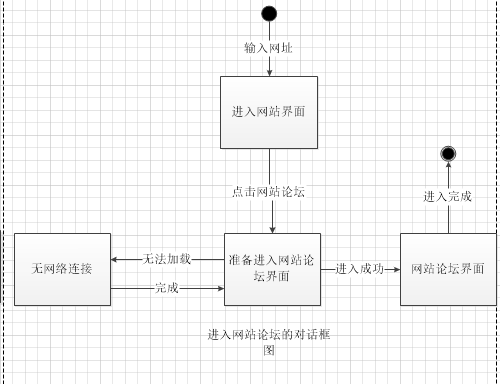 输入网址
进入网站界面
点击网站论坛
进入完成
无网络连接
无法加载
完成
准备进入网站论
坛界面
进入成功
网站论坛界面
进入网站论坛的对话框
图